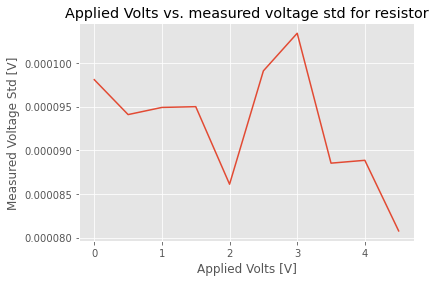 Applied Volts vs. measured voltage std for resistor
Measured Voltage Std [V]
0.000100
0.000095
0.000090
0.000085
0.000080
0 1 2 3 4
Applied Volts [V]